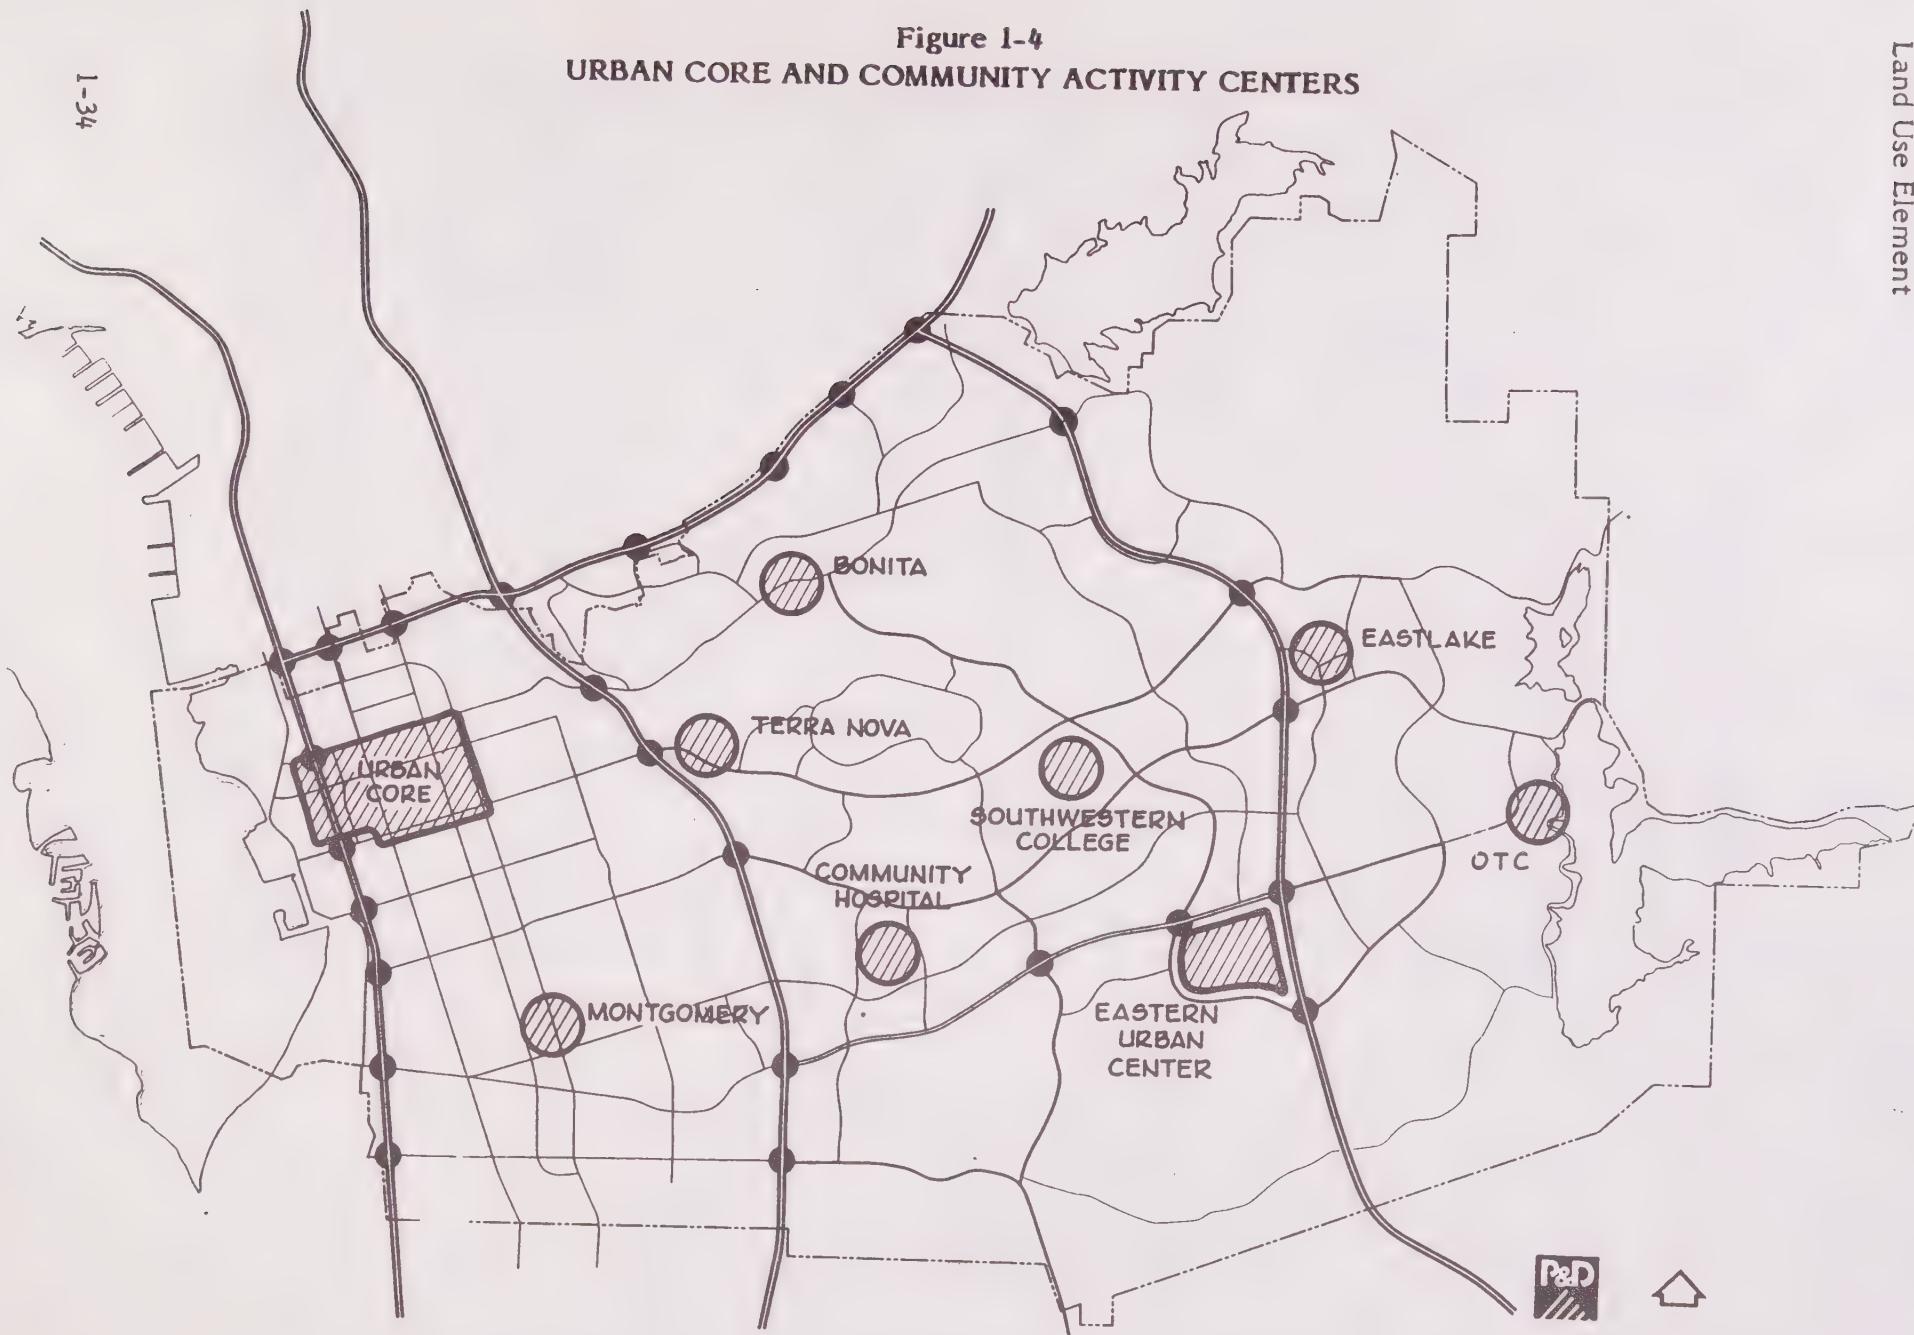 Figure 1-4
URBAN CORE AND COMMUNITY ACTIVITY CENTERS
1-34
Land Use Element
BONITA
EASTLAKE
TERRA NOVA
URBAN
CORE
SOUTHWESTERN
COLLEGE
OTC
COMMUNITY
HOSPITAL
MONTGOMERY
EASTERN
URBAN
CENTER
P&D